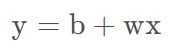 y = b + wx